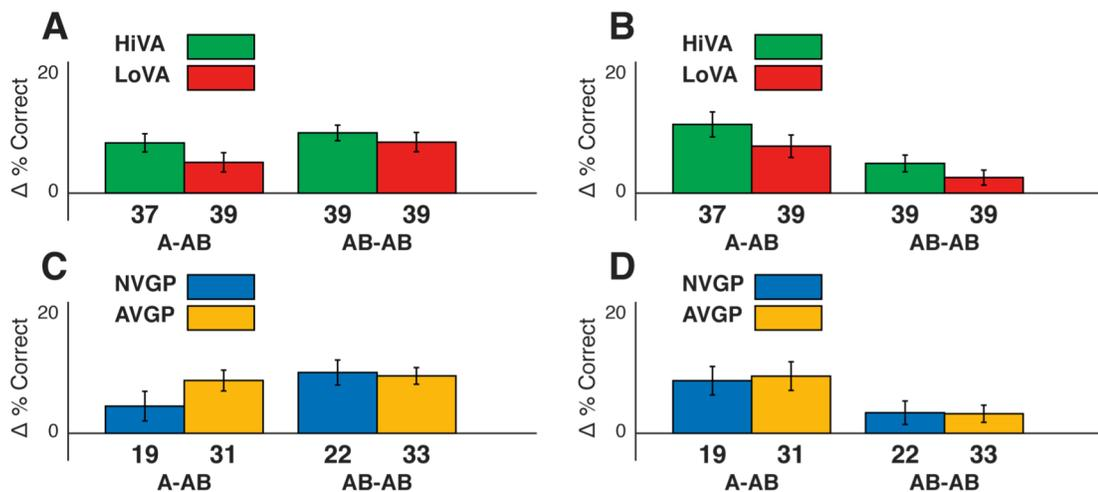 A
HiVA
LoVA
Δ % Correct
20
0
37 39 39 39
A-AB AB-AB
B
HiVA
LoVA
Δ % Correct
20
0
37 39 39 39
A-AB AB-AB
C
NVGP
AVGP
Δ % Correct
20
0
19 31 22 33
A-AB AB-AB
D
NVGP
AVGP
Δ % Correct
20
0
19 31 22 33
A-AB AB-AB